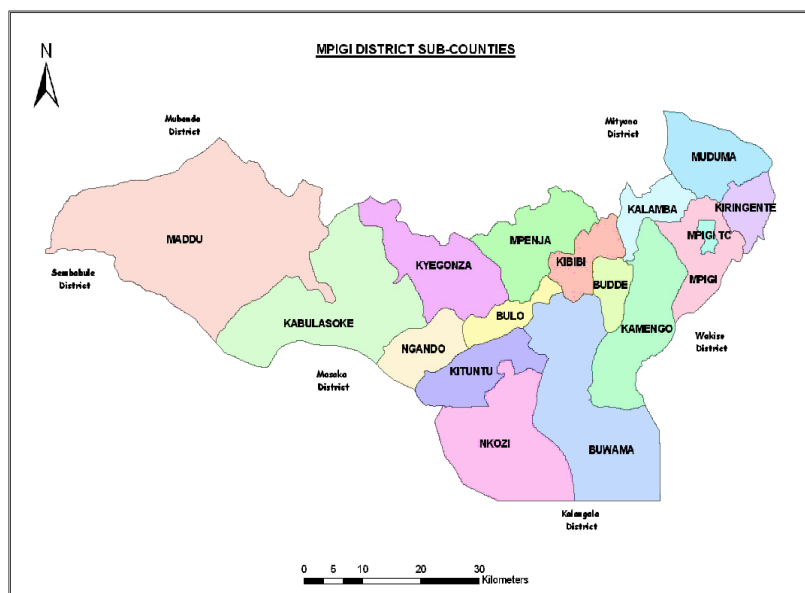 MPIGI DISTRICT SUB-COUNTIES
N
Mubende
District
Mityana
District
MUDUMA
KIRINGENTE
KALAMBA
MADDU
MPIGI TC
MPENJA
KYEGONZA
KIBIBI
Sembabule
District
BUDDE
MPIGI
BULO
KABULASOKE
KAMENGO
Wakiso
District
NGANDO
Masaka
District
KITUNTU
NKOZI
BUWAMA
Kalangala
District
0 5 10 20 30
Kilometers